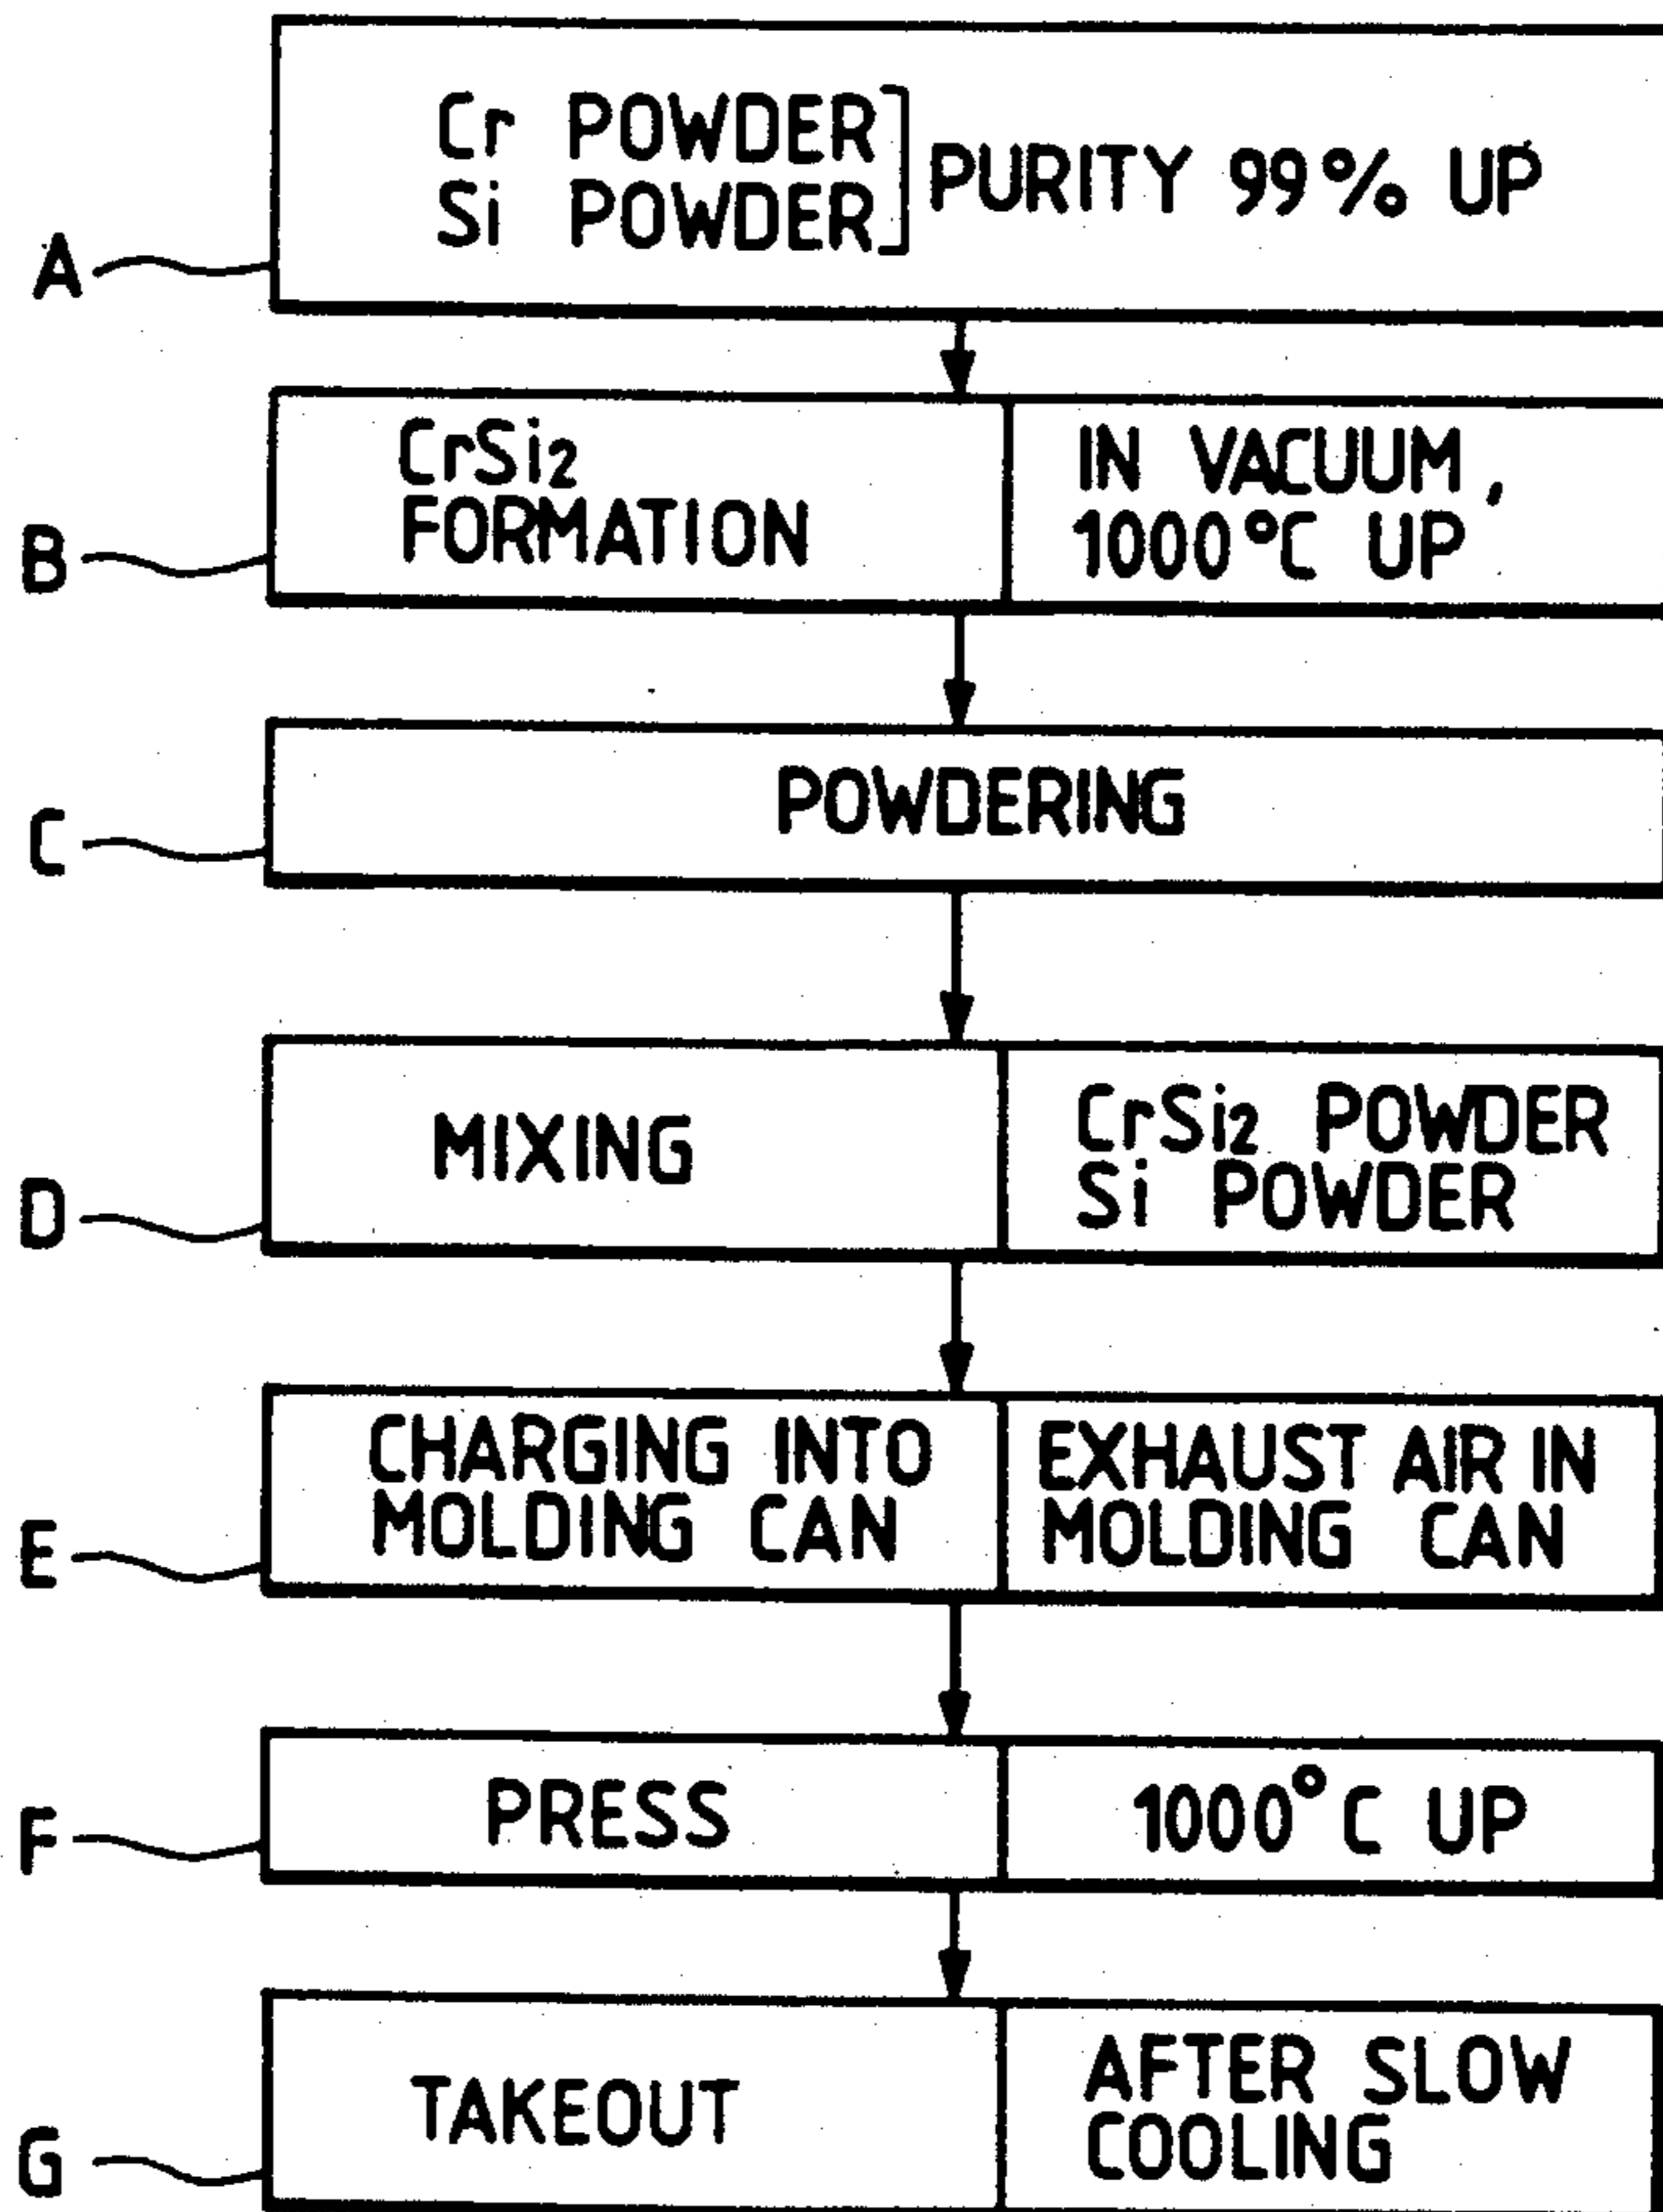 Cr POWDER
Si POWDER
] PURITY 99% UP
A
CrSi2
FORMATION
IN VACUUM,
1000°C UP
B
POWDERING
C
MIXING
CrSi2 POWDER
Si POWDER
D
CHARGING INTO
MOLDING CAN
EXHAUST AIR IN
MOLDING CAN
E
PRESS
1000°C UP
F
TAKEOUT
AFTER SLOW
COOLING
G